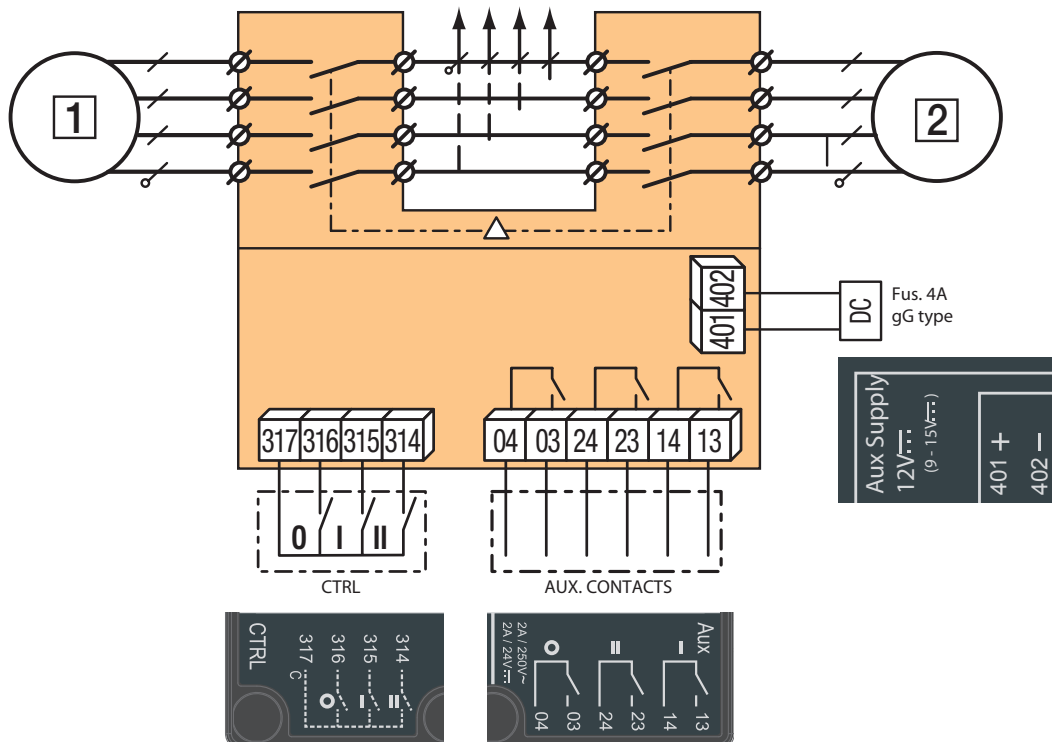 1
2
402
401
DC
Fus. 4A
gG type
Aux Supply
12V
(9 - 15V)
401 +
402 -
317 316 315 314
04 03 24 23 14 13
0 I II
CTRL
AUX. CONTACTS
CTRL
317 C
316 O
315 I
314 II
Aux
2A / 250V~
2A / 24V
O II I
04 03 24 23 14 13